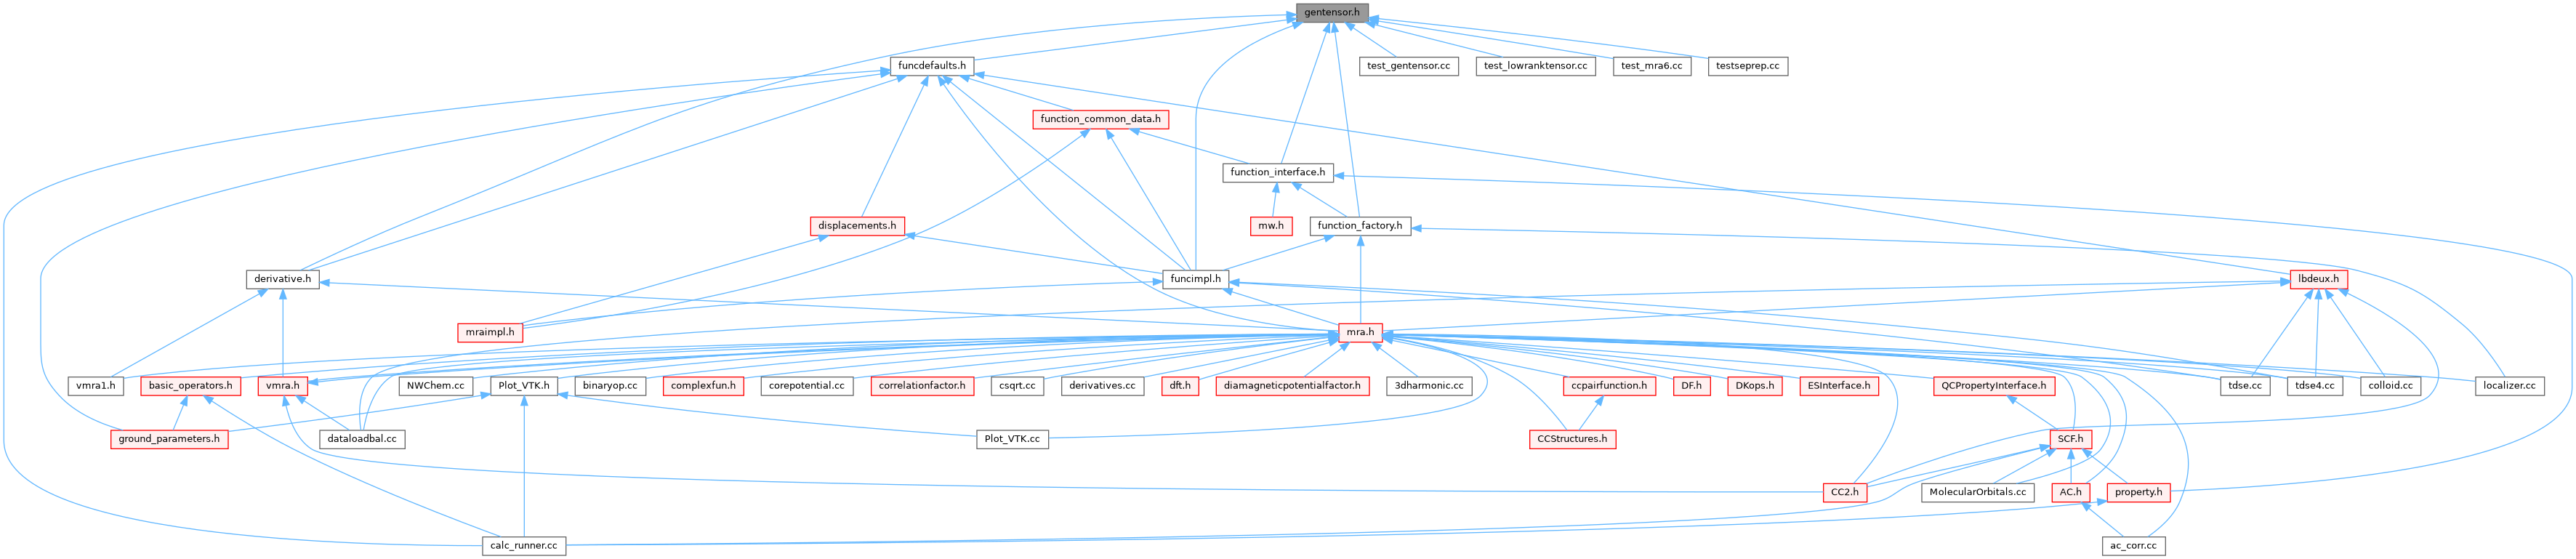 gentensor.h
funcdefaults.h
test_gentensor.cc
test_lowranktensor.cc
test_mra6.cc
testseprep.cc
function_common_data.h
function_interface.h
displacements.h
mw.h
function_factory.h
derivative.h
funcimpl.h
lbdeux.h
mraimpl.h
mra.h
vmra1.h
basic_operators.h
vmra.h
NWChem.cc
Plot_VTK.h
binaryop.cc
complexfun.h
corepotential.cc
correlationfactor.h
csqrt.cc
derivatives.cc
dft.h
diamagneticpotentialfactor.h
3dharmonic.cc
ccpairfunction.h
DF.h
DKops.h
ESInterface.h
QCPropertyInterface.h
tdse.cc
tdse4.cc
colloid.cc
localizer.cc
ground_parameters.h
dataloadbal.cc
Plot_VTK.cc
CCStructures.h
SCF.h
CC2.h
MolecularOrbitals.cc
AC.h
property.h
calc_runner.cc
ac_corr.cc